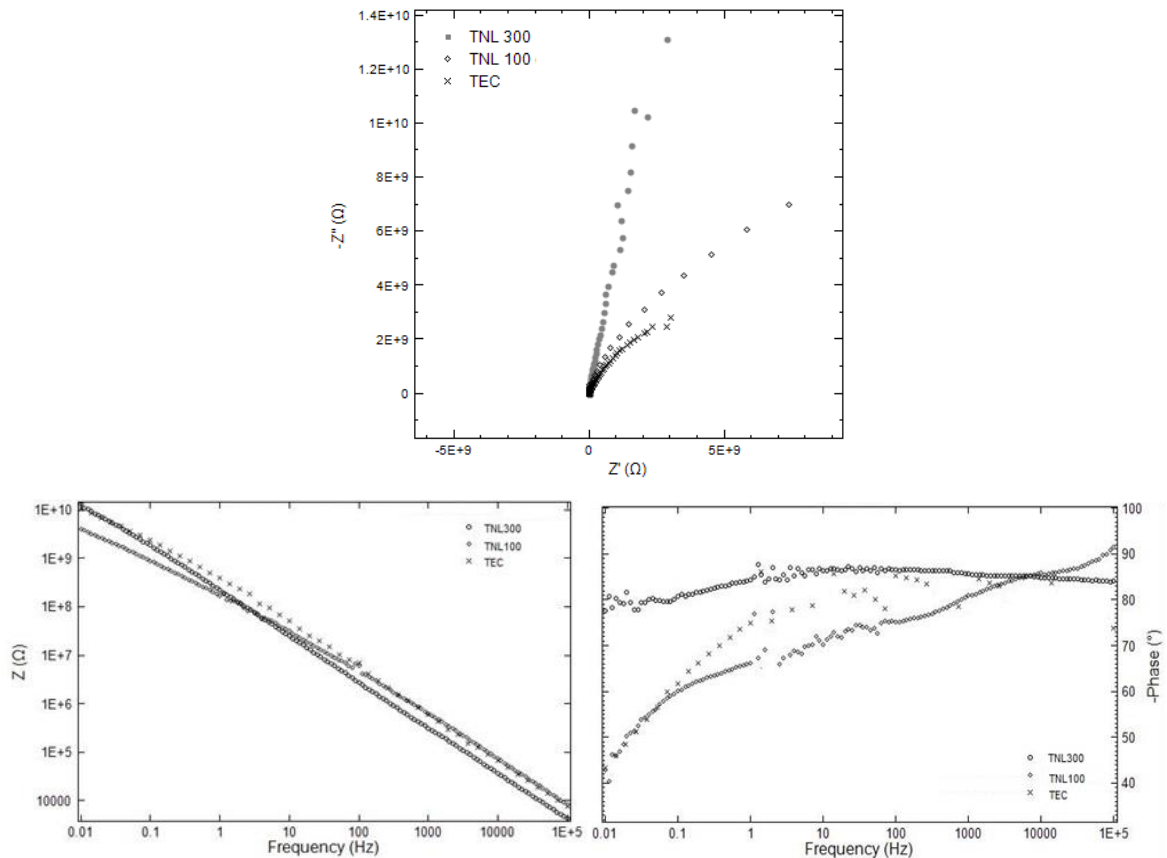 1.4E+10
TNL 300
TNL 100
TEC
1.2E+10
1E+10
8E+9
6E+9
4E+9
2E+9
0
-Z'' (Ω)
-5E+9 0 5E+9
Z' (Ω)
1E+10
1E+9
1E+8
1E+7
1E+6
1E+5
10000
Z (Ω)
TNL300
TNL100
TEC
0.01 0.1 1 10 100 1000 10000 1E+5
Frequency (Hz)
100
90
80
70
60
50
40
-Phase (°)
TNL300
TNL100
TEC
0.01 0.1 1 10 100 1000 10000 1E+5
Frequency (Hz)